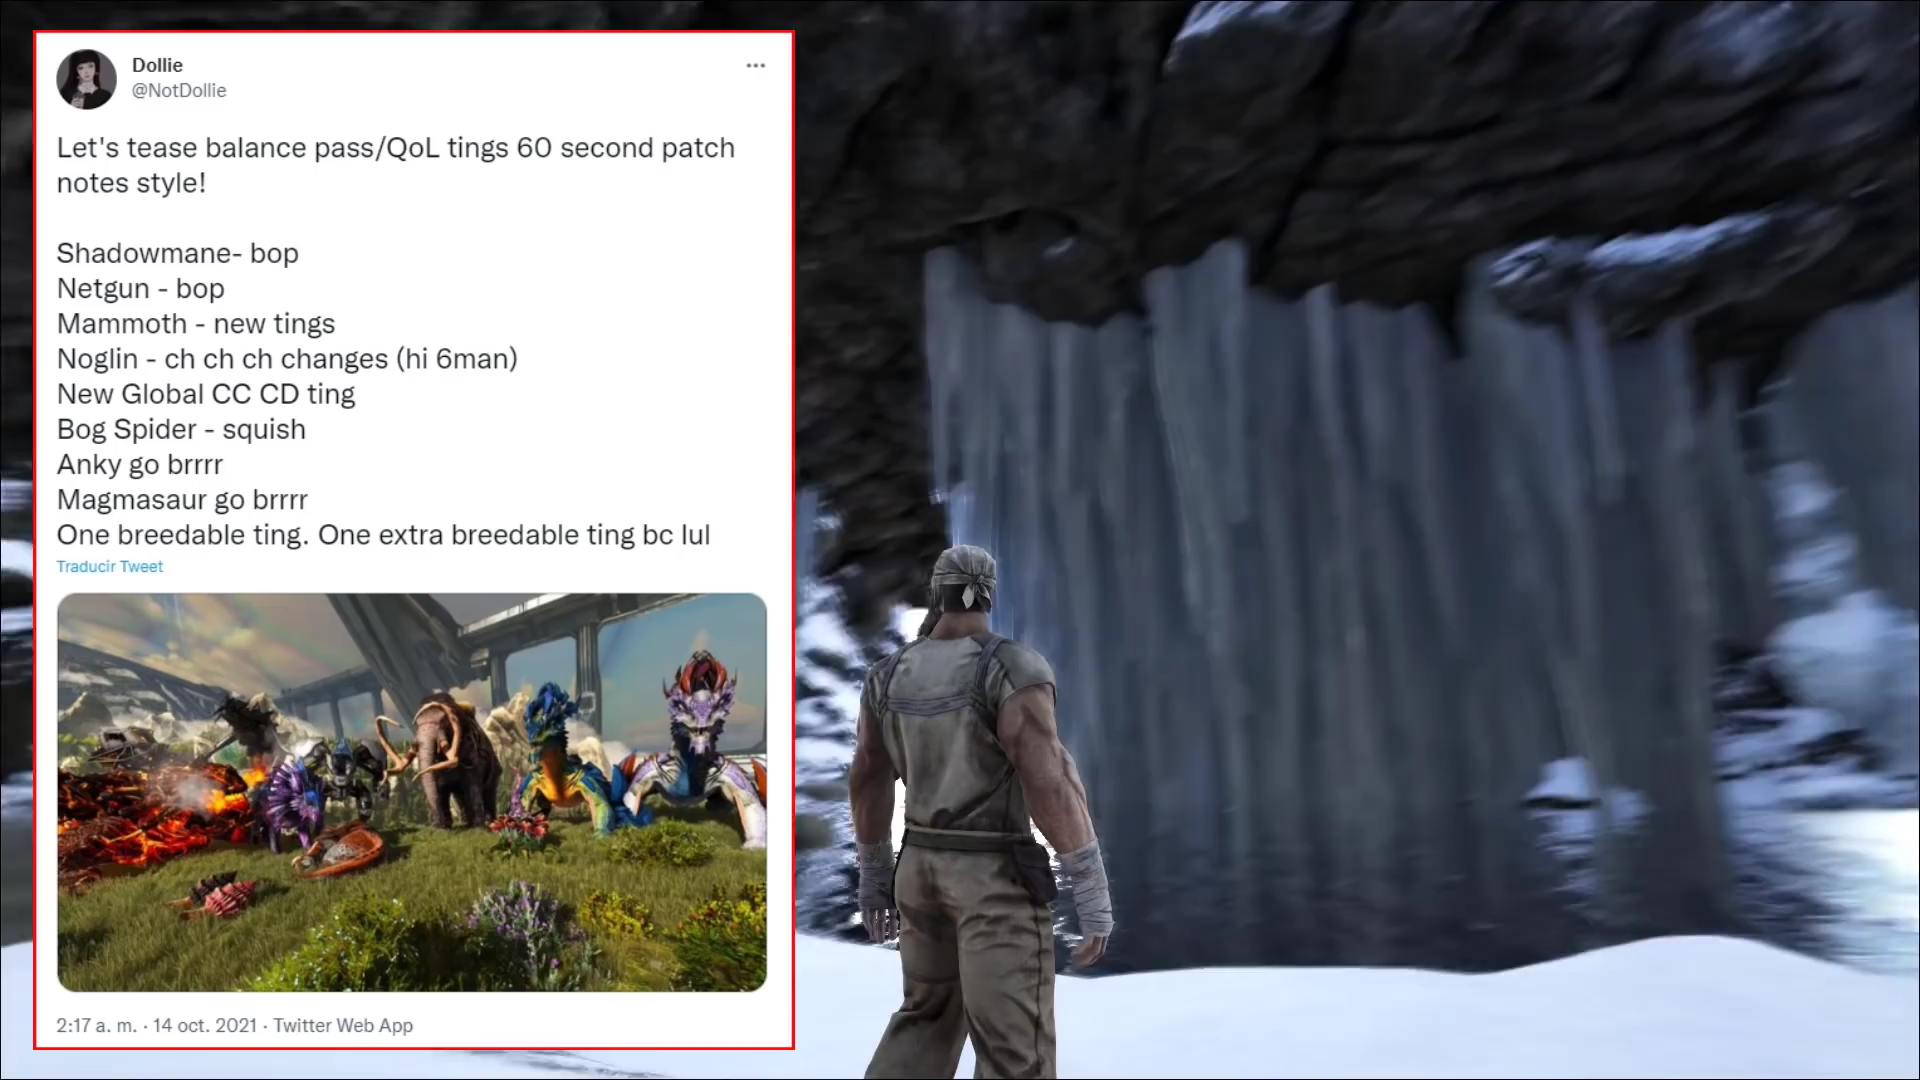 Dollie
@NotDollie
Let's tease balance pass/QoL tings 60 second patch
notes style!
Shadowmane- bop
Netgun - bop
Mammoth - new tings
Noglin - ch ch ch changes (hi 6man)
New Global CC CD ting
Bog Spider - squish
Anky go brrrr
Magmasaur go brrrr
One breedable ting. One extra breedable ting bc lul
Traducir Tweet
2:17 a. m. · 14 oct. 2021 · Twitter Web App